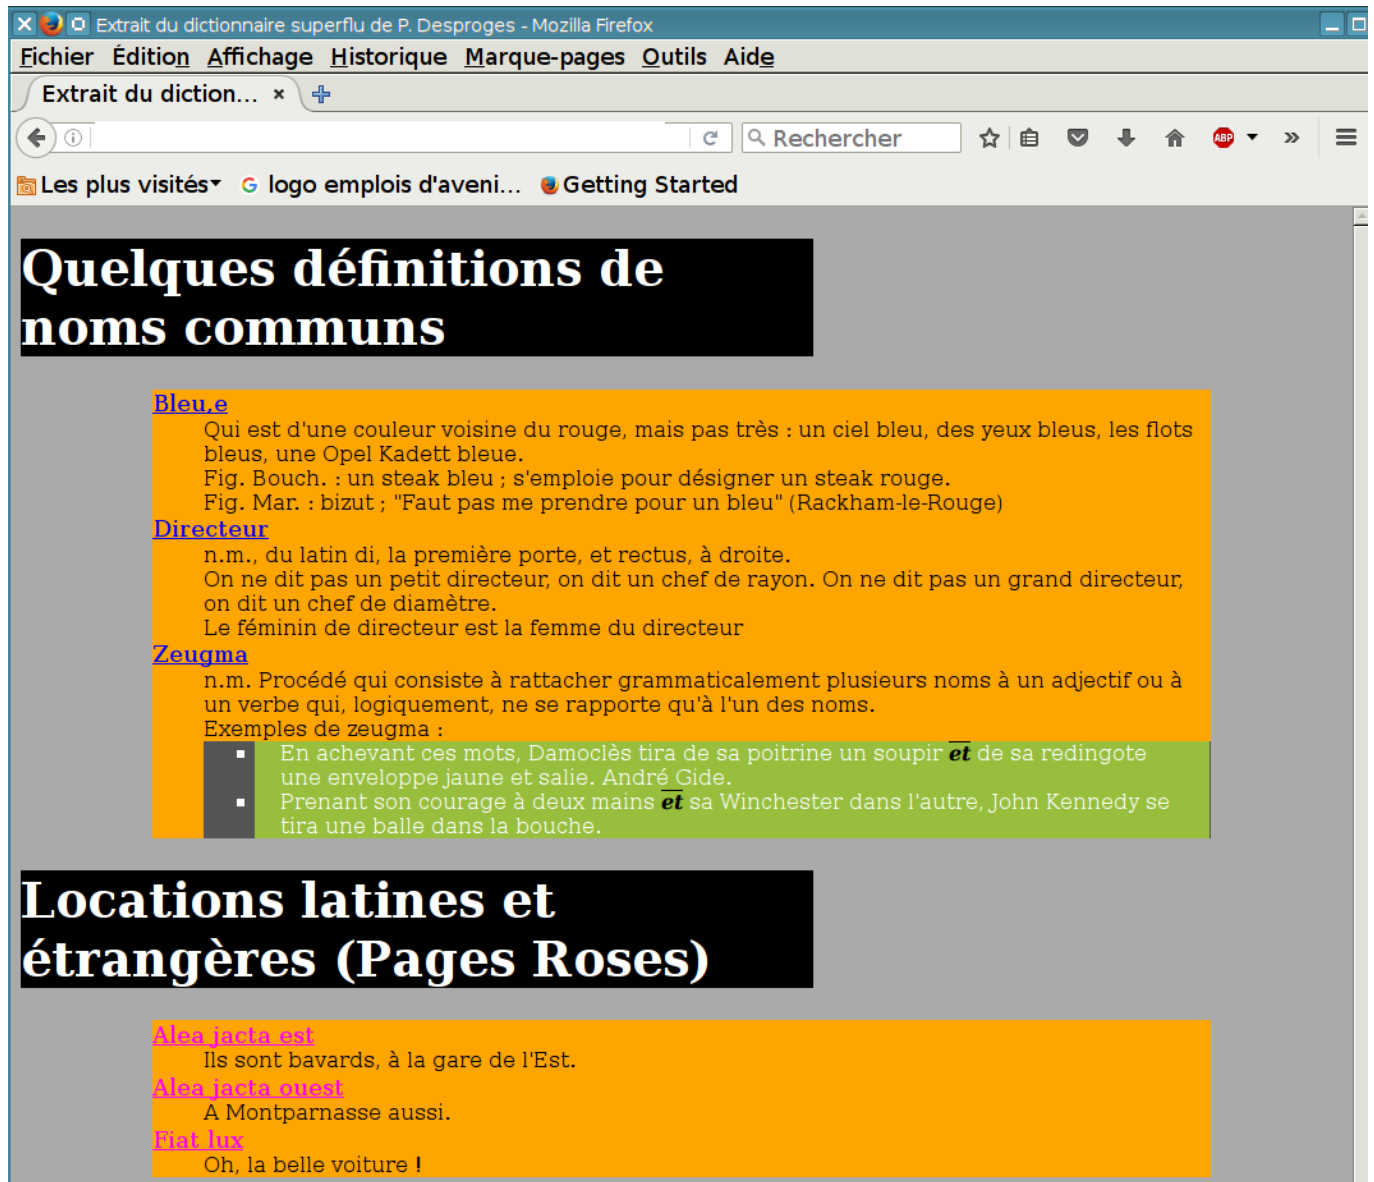 Extrait du dictionnaire superflu de P. Desproges - Mozilla Firefox
Fichier Édition Affichage Historique Marque-pages Outils Aide
Extrait du diction... ×
Rechercher ABP »
Les plus visités G logo emplois d'aveni... Getting Started
Quelques définitions de
noms communs
Bleu,e
Qui est d'une couleur voisine du rouge, mais pas très : un ciel bleu, des yeux bleus, les flots
bleus, une Opel Kadett bleue.
Fig. Bouch. : un steak bleu ; s'emploie pour désigner un steak rouge.
Fig. Mar. : bizut ; "Faut pas me prendre pour un bleu" (Rackham-le-Rouge)
Directeur
n.m., du latin di, la première porte, et rectus, à droite.
On ne dit pas un petit directeur, on dit un chef de rayon. On ne dit pas un grand directeur,
on dit un chef de diamètre.
Le féminin de directeur est la femme du directeur
Zeugma
n.m. Procédé qui consiste à rattacher grammaticalement plusieurs noms à un adjectif ou à
un verbe qui, logiquement, ne se rapporte qu'à l'un des noms.
Exemples de zeugma :
En achevant ces mots, Damoclès tira de sa poitrine un soupir et de sa redingote
une enveloppe jaune et salie. André Gide.
Prenant son courage à deux mains et sa Winchester dans l'autre, John Kennedy se
tira une balle dans la bouche.
Locations latines et
étrangères (Pages Roses)
Alea jacta est
Ils sont bavards, à la gare de l'Est.
Alea jacta ouest
A Montparnasse aussi.
Fiat lux
Oh, la belle voiture !